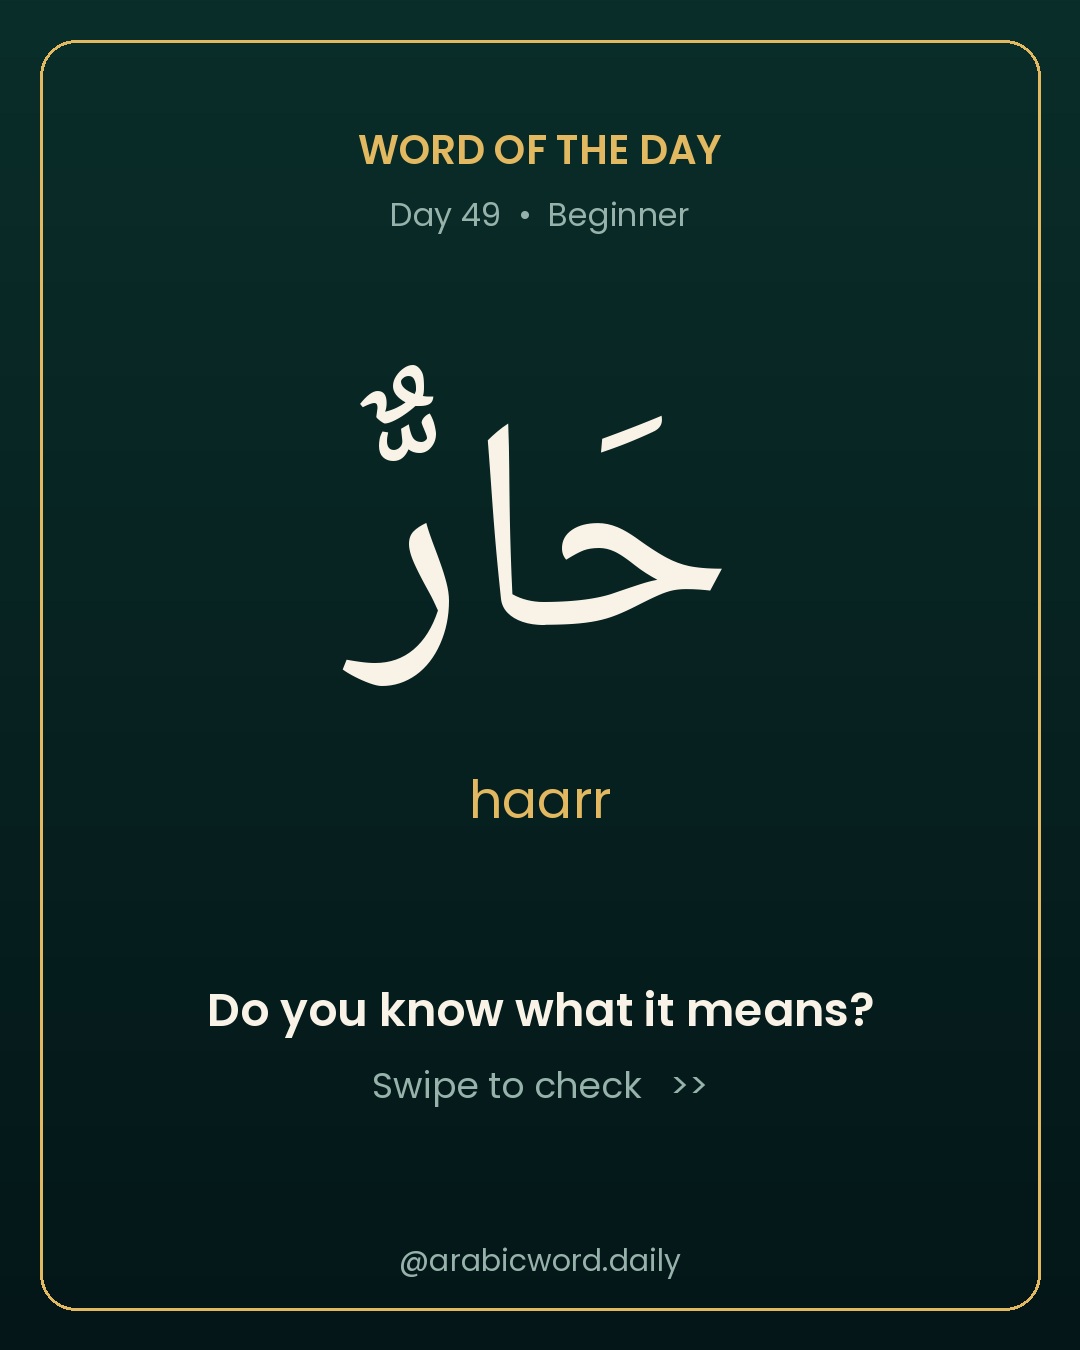 WORD OF THE DAY
Day 49 • Beginner
حَارٌّ
haarr
Do you know what it means?
Swipe to check >>
@arabicword.daily